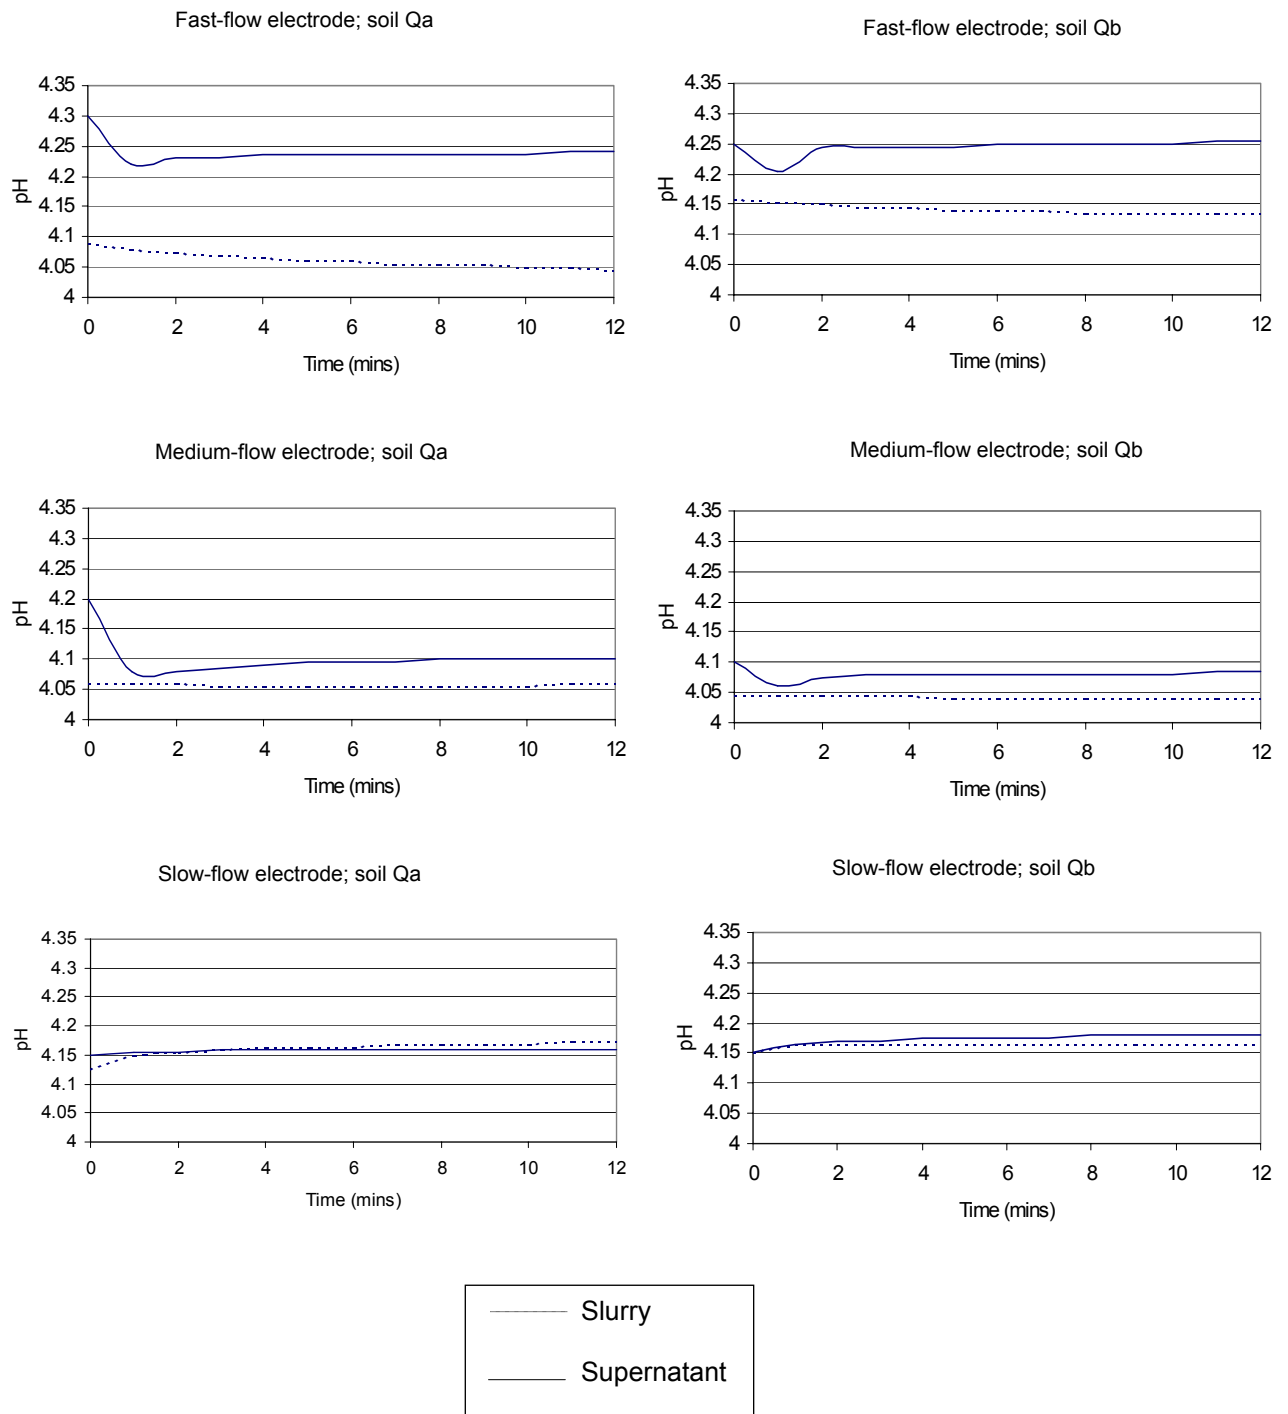 Fast-flow electrode; soil Qa
4.35
4.3
4.25
4.2
4.15
4.1
4.05
4
pH
0 2 4 6 8 10 12
Time (mins)
Fast-flow electrode; soil Qb
4.35
4.3
4.25
4.2
4.15
4.1
4.05
4
pH
0 2 4 6 8 10 12
Time (mins)
Medium-flow electrode; soil Qa
4.35
4.3
4.25
4.2
4.15
4.1
4.05
4
pH
0 2 4 6 8 10 12
Time (mins)
Medium-flow electrode; soil Qb
4.35
4.3
4.25
4.2
4.15
4.1
4.05
4
pH
0 2 4 6 8 10 12
Time (mins)
Slow-flow electrode; soil Qa
4.35
4.3
4.25
4.2
4.15
4.1
4.05
4
pH
0 2 4 6 8 10 12
Time (mins)
Slow-flow electrode; soil Qb
4.35
4.3
4.25
4.2
4.15
4.1
4.05
4
pH
0 2 4 6 8 10 12
Time (mins)
Slurry
Supernatant